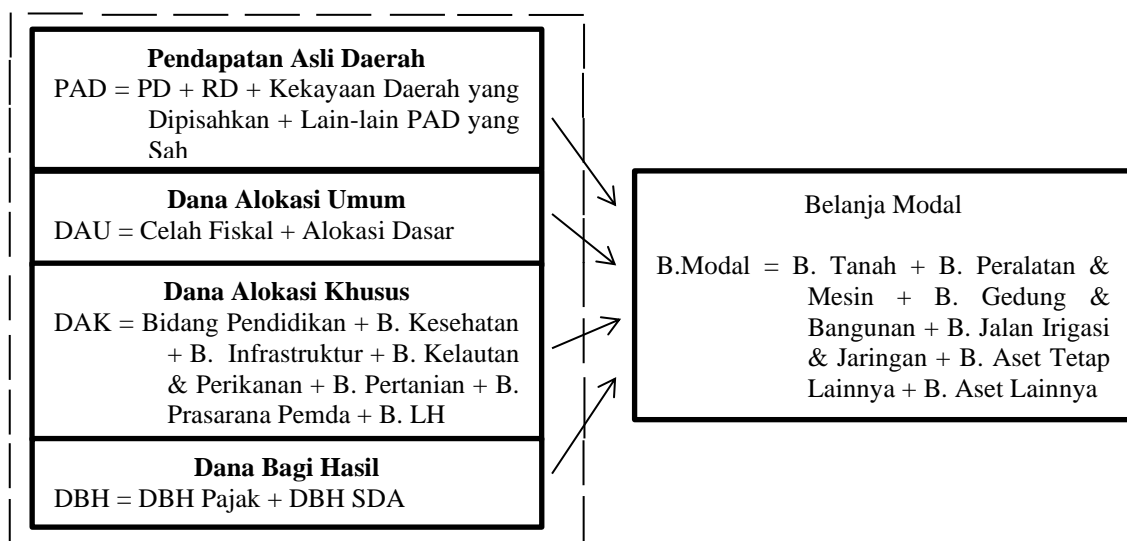 Pendapatan Asli Daerah
PAD = PD + RD + Kekayaan Daerah yang
Dipisahkan + Lain-lain PAD yang
Sah
Dana Alokasi Umum
DAU = Celah Fiskal + Alokasi Dasar
Dana Alokasi Khusus
DAK = Bidang Pendidikan + B. Kesehatan
+ B. Infrastruktur + B. Kelautan
& Perikanan + B. Pertanian + B.
Prasarana Pemda + B. LH
Dana Bagi Hasil
DBH = DBH Pajak + DBH SDA
Belanja Modal
B.Modal = B. Tanah + B. Peralatan &
Mesin + B. Gedung &
Bangunan + B. Jalan Irigasi
& Jaringan + B. Aset Tetap
Lainnya + B. Aset Lainnya